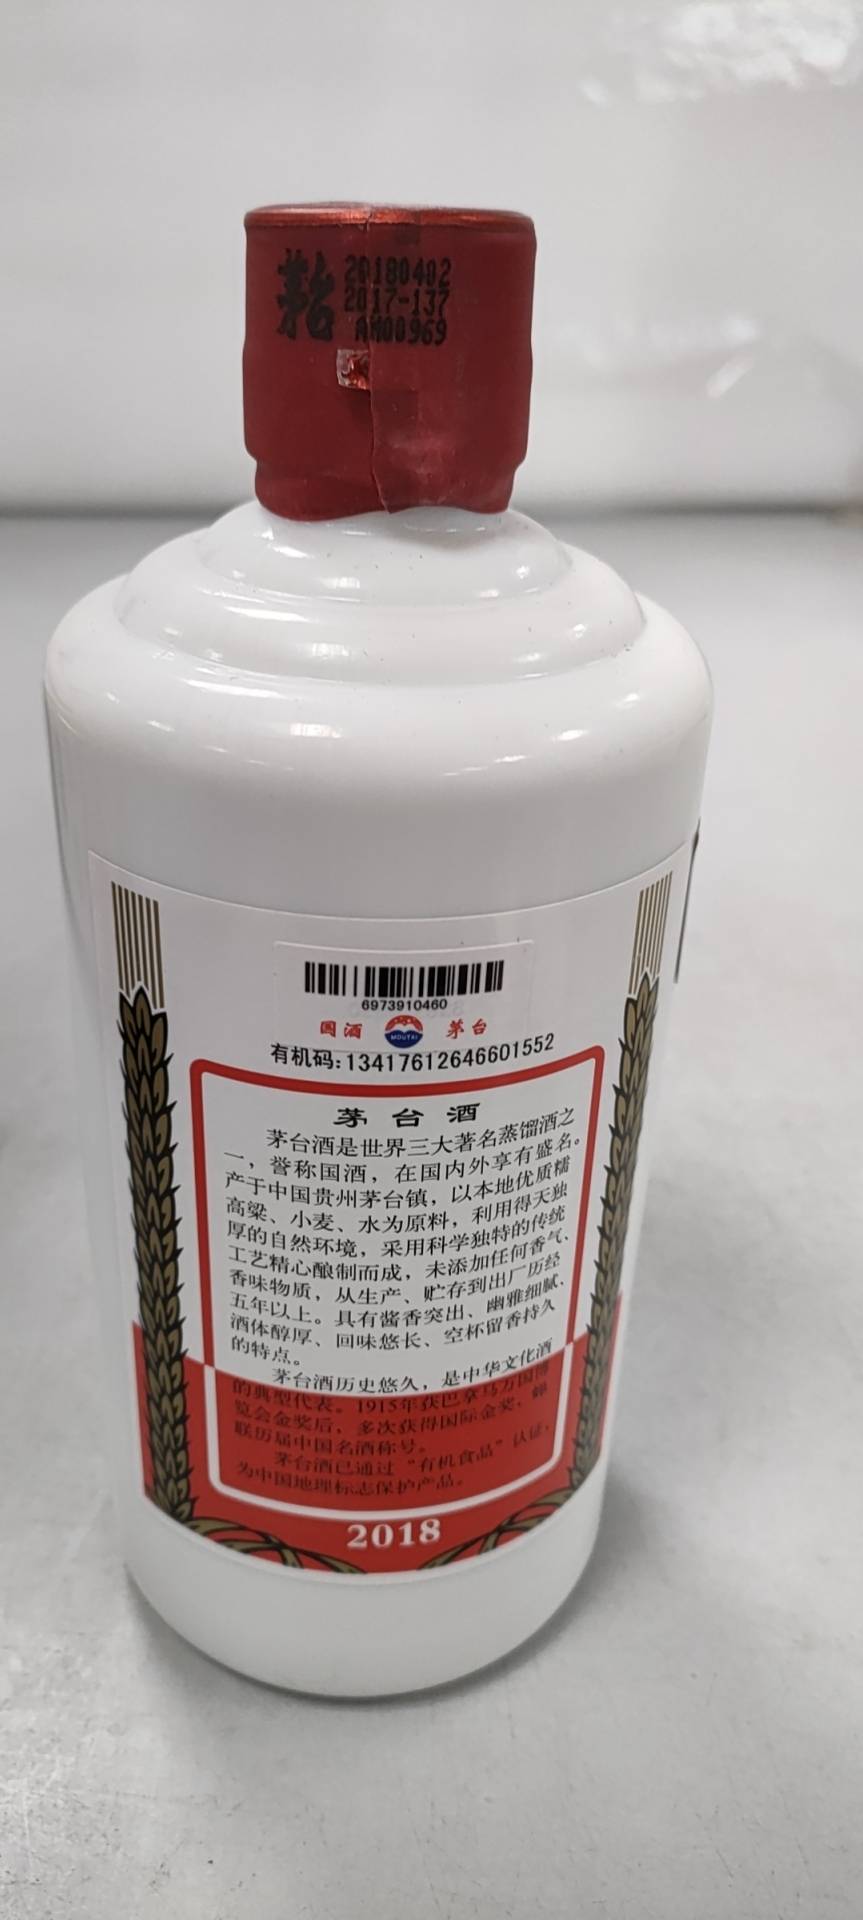 茅台
20180402
2017-137
AM00969
6973910460
国酒 MOUTAI 茅台
有机码:13417612646601552
茅台酒
茅台酒是世界三大著名蒸馏酒之
一，誉称国酒，在国内外享有盛名。
产于中国贵州茅台镇，以本地优质糯
高粱、小麦、水为原料，利用得天独
厚的自然环境，采用科学独特的传统
工艺精心酿制而成，未添加任何香气、
香味物质，从生产、贮存到出厂历经
五年以上。具有酱香突出、幽雅细腻、
酒体醇厚、回味悠长、空杯留香持久
的特点。
茅台酒历史悠久，是中华文化酒
的典型代表。1915年获巴拿马万国博
览会金奖后，多次获得国际金奖，蝉
联历届中国名酒称号。
茅台酒已通过“有机食品”认证，
为中国地理标志保护产品。
2018